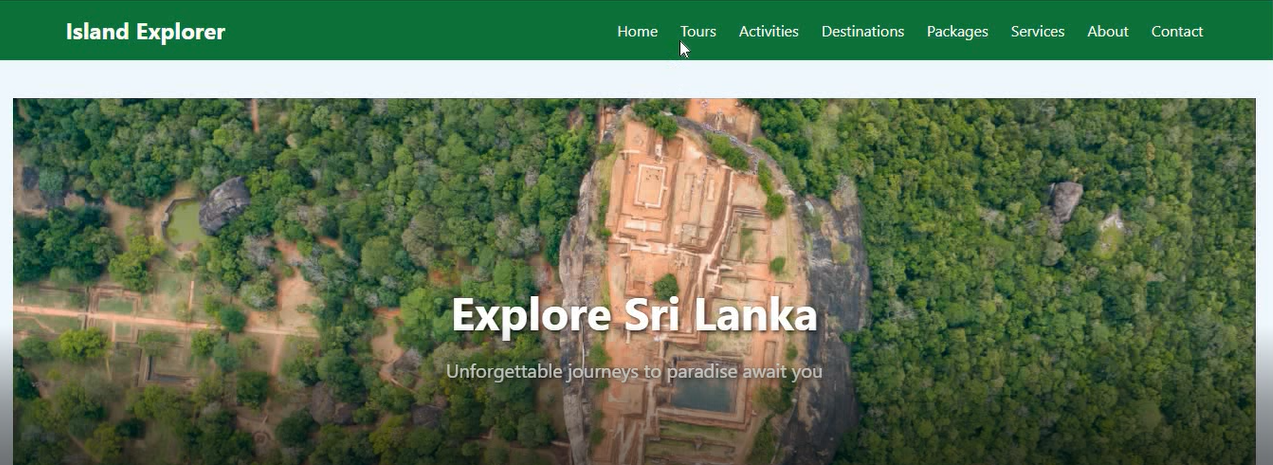 Island Explorer
Home Tours Activities Destinations Packages Services About Contact
Explore Sri Lanka
Unforgettable journeys to paradise await you